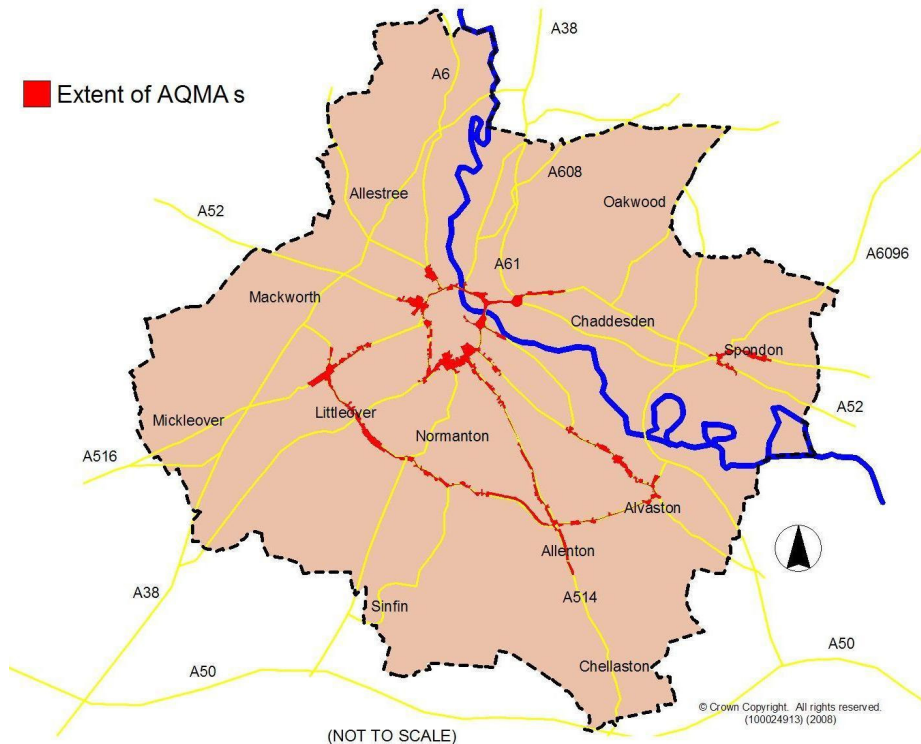 A38
A6
Extent of AQMA s
A608
Allestree
Oakwood
A52
A6096
A61
Mackworth
Chaddesden
Spondon
Mickleover
Littleover
A52
Normanton
A516
Alvaston
Allenton
A38
Sinfin
A514
A50
Chellaston
A50
© Crown Copyright. All rights reserved.
(100024913) (2008)
(NOT TO SCALE)